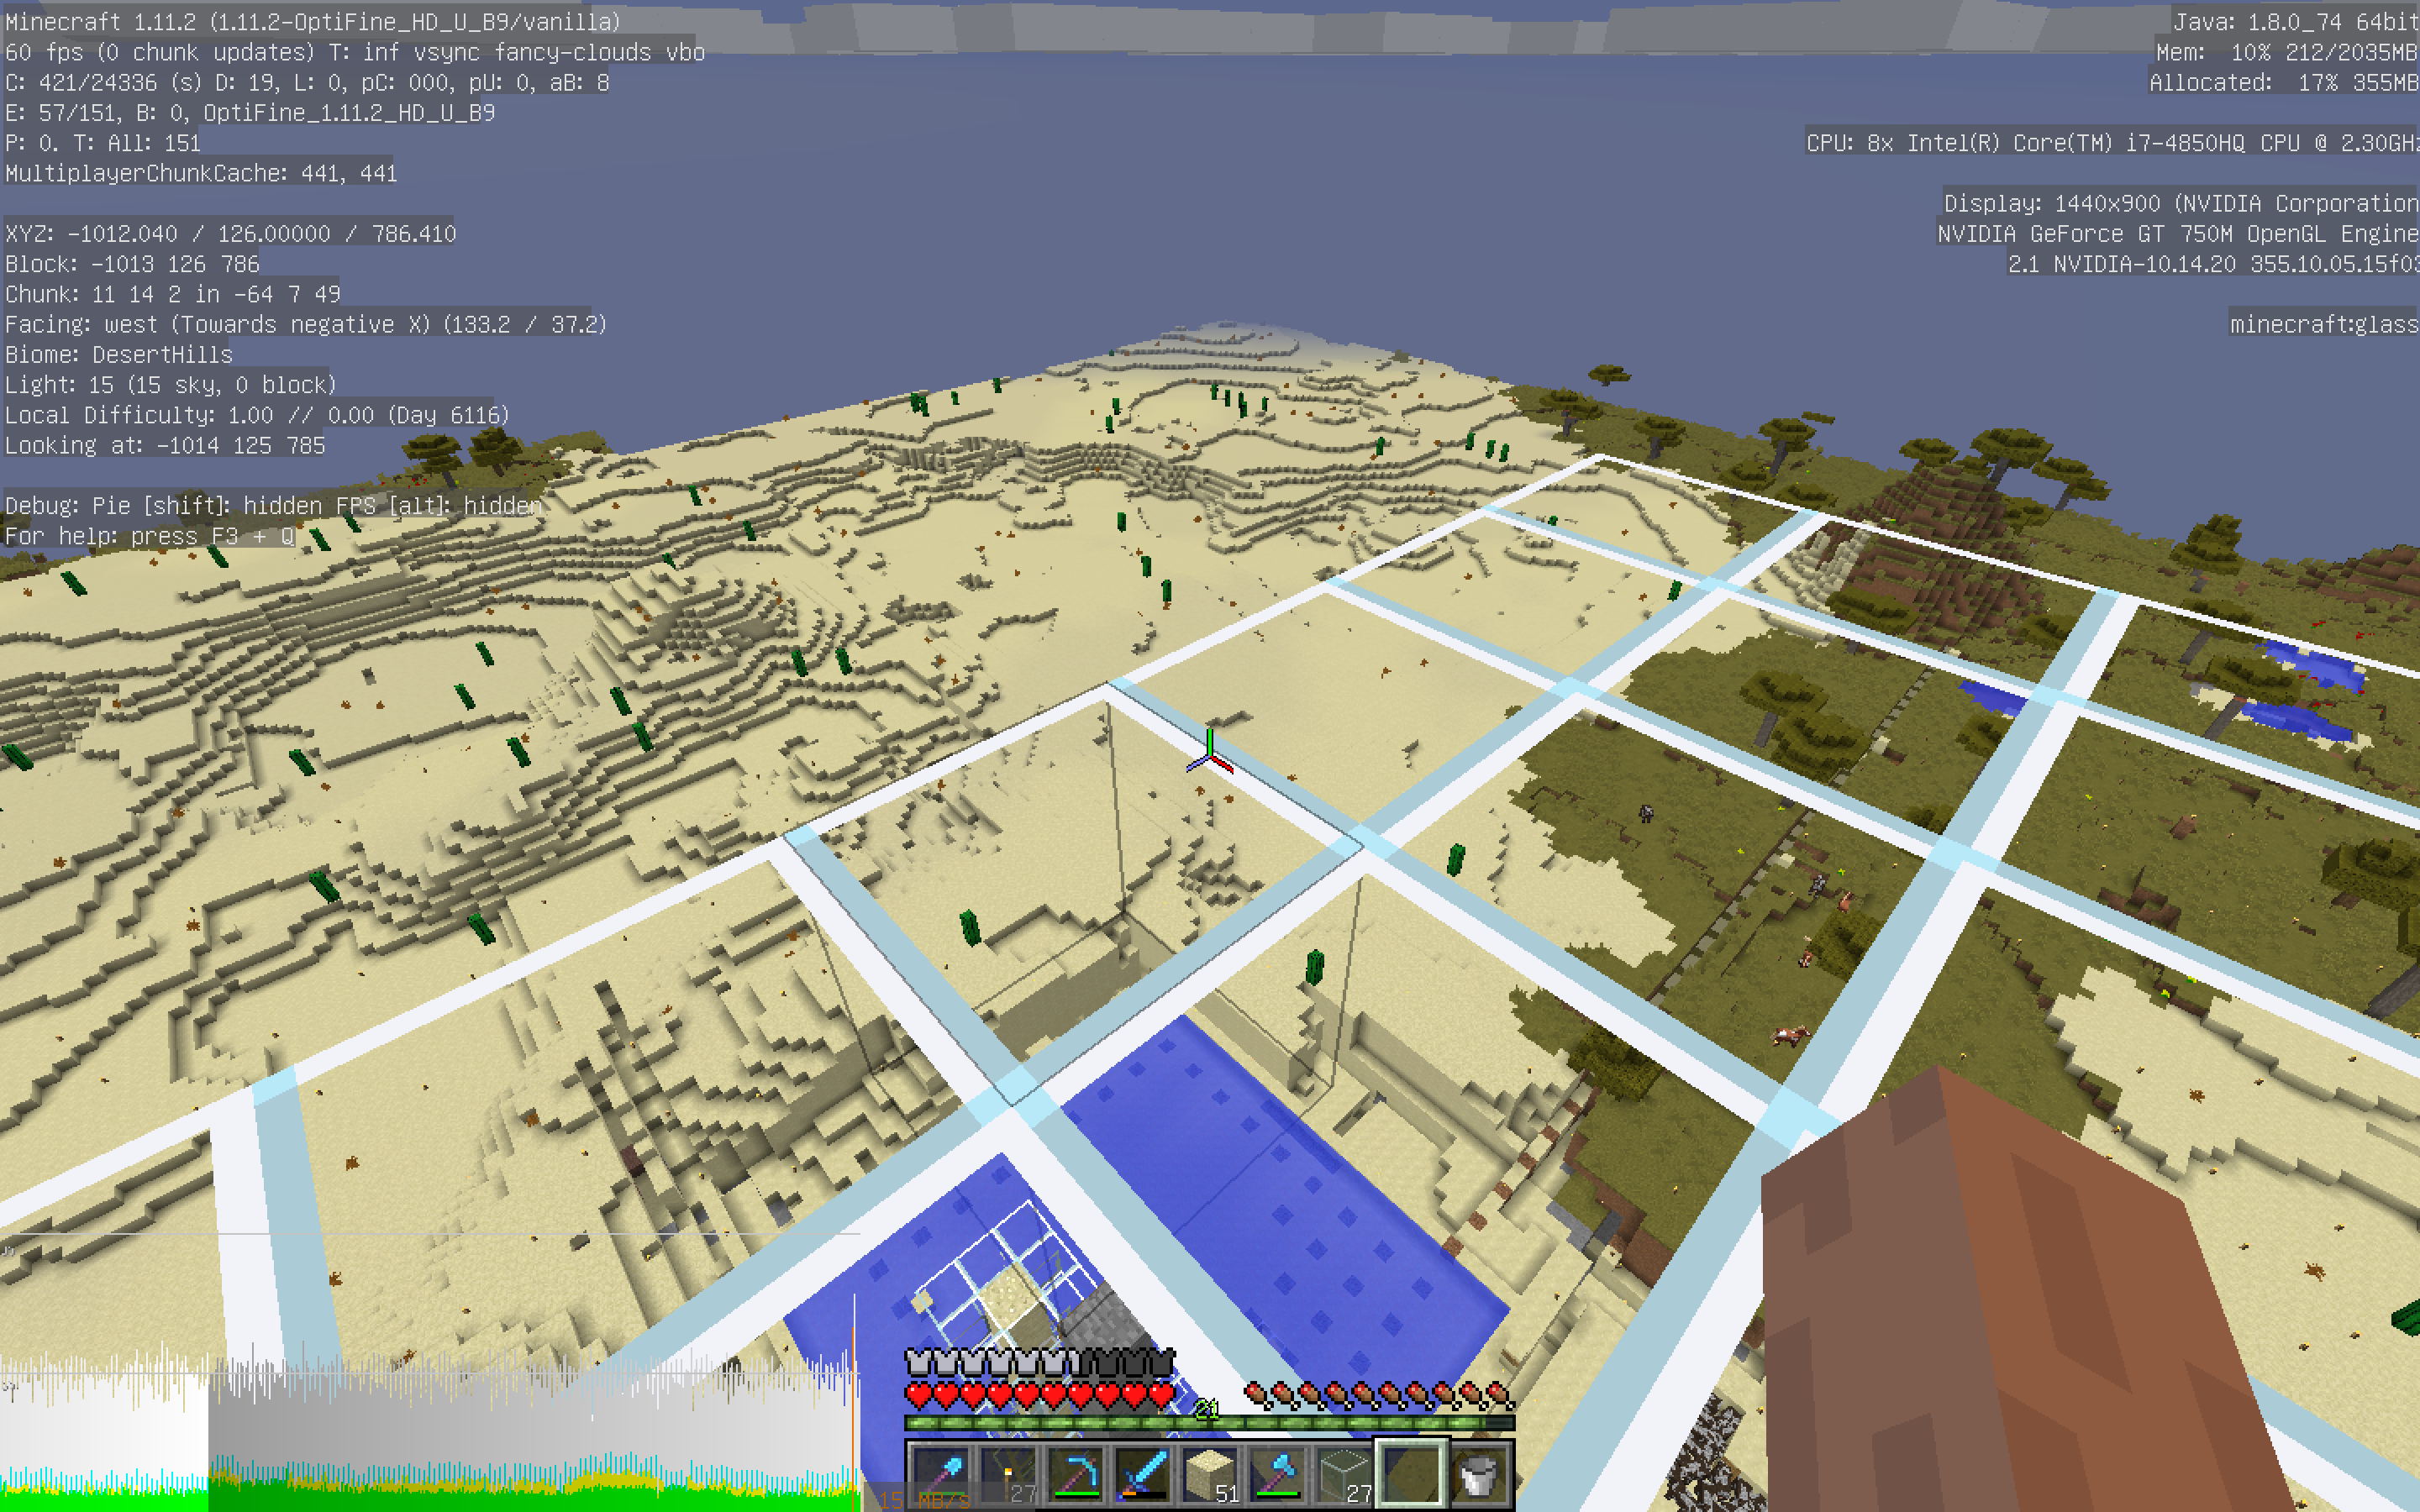 Minecraft 1.11.2 (1.11.2-OptiFine_HD_U_B9/vanilla)
60 fps (0 chunk updates) T: inf vsync fancy-clouds vbo
C: 421/24336 (s) D: 19, L: 0, pC: 000, pU: 0, aB: 8
E: 57/151, B: 0, OptiFine_1.11.2_HD_U_B9
P: 0. T: All: 151
MultiplayerChunkCache: 441, 441
XYZ: -1012.040 / 126.00000 / 786.410
Block: -1013 126 786
Chunk: 11 14 2 in -64 7 49
Facing: west (Towards negative X) (133.2 / 37.2)
Biome: DesertHills
Light: 15 (15 sky, 0 block)
Local Difficulty: 1.00 // 0.00 (Day 6116)
Looking at: -1014 125 785
Debug: Pie [shift]: hidden FPS [alt]: hidden
For help: press F3 + Q
Java: 1.8.0_74 64bit
Mem: 10% 212/2035MB
Allocated: 17% 355MB
CPU: 8x Intel(R) Core(TM) i7-4850HQ CPU @ 2.30GHz
Display: 1440x900 (NVIDIA Corporation
NVIDIA GeForce GT 750M OpenGL Engine
2.1 NVIDIA-10.14.20 355.10.05.15f03
minecraft:glass
21
27 51 27
15 MB/s